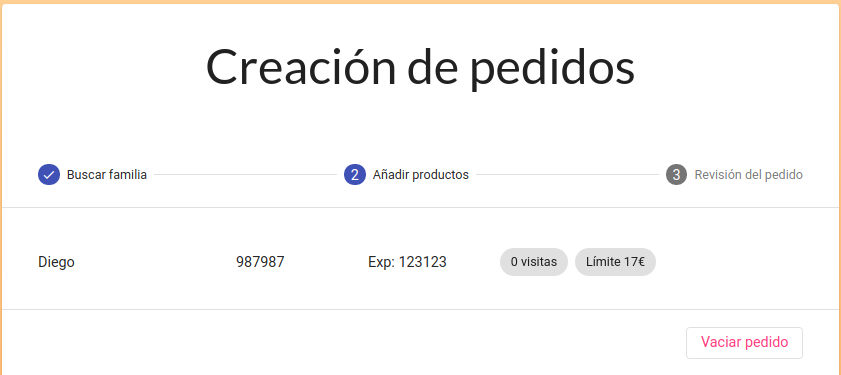 Creación de pedidos
Buscar familia 2 Añadir productos 3 Revisión del pedido
Diego 987987 Exp: 123123 0 visitas Límite 17€
Vaciar pedido